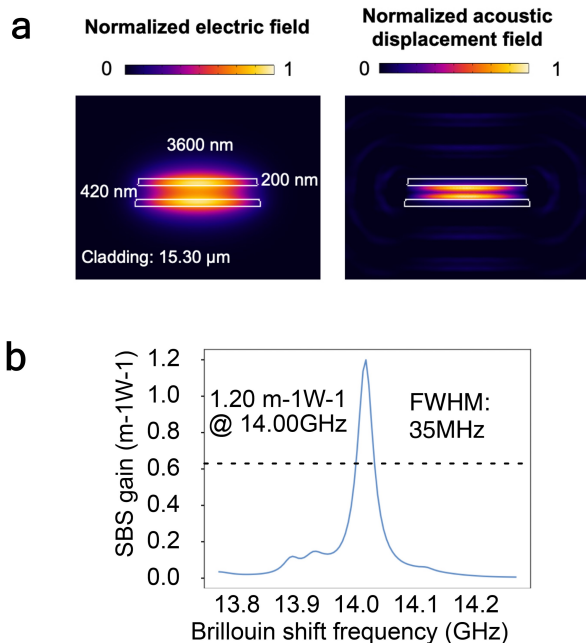 a
Normalized electric field
0 1
Normalized acoustic
displacement field
0 1
3600 nm
200 nm
420 nm
Cladding: 15.30 μm
b
SBS gain (m-1W-1)
1.2
1.0
0.8
0.6
0.4
0.2
0.0
1.20 m-1W-1
@ 14.00GHz
FWHM:
35MHz
13.8 13.9 14.0 14.1 14.2
Brillouin shift frequency (GHz)